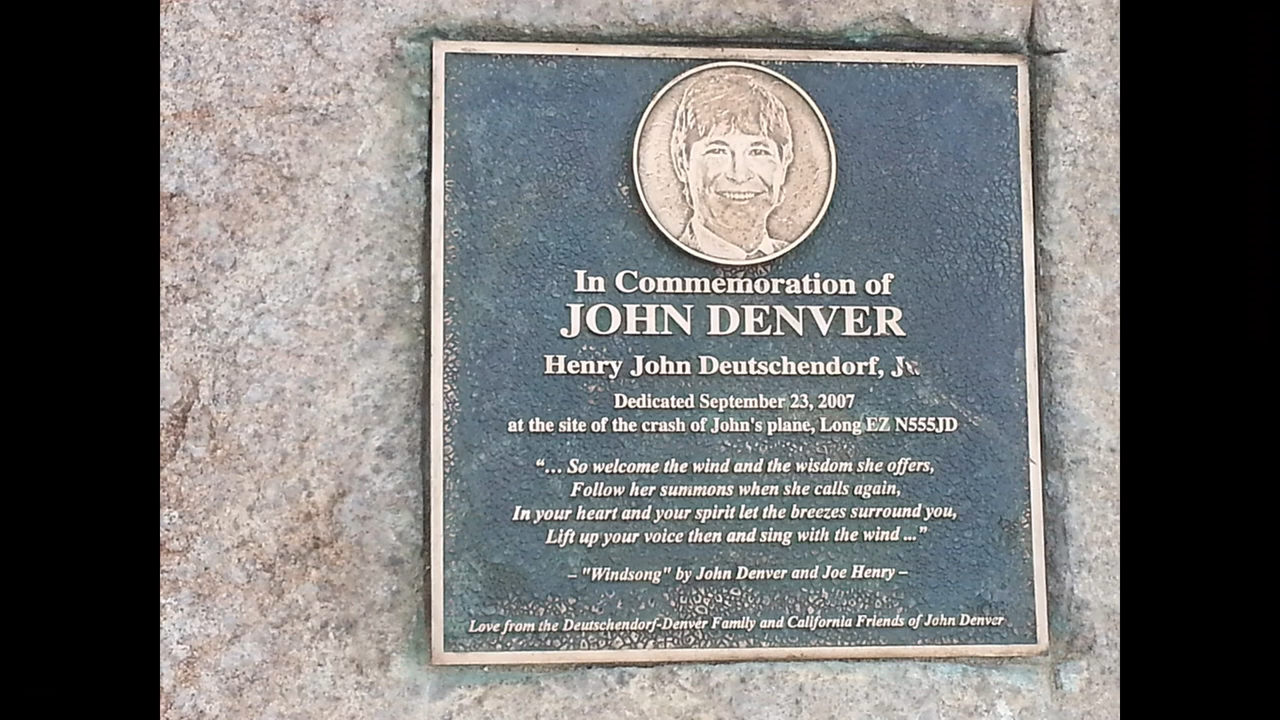 In Commemoration of
JOHN DENVER
Henry John Deutschendorf, Jr.
Dedicated September 23, 2007
at the site of the crash of John's plane, Long EZ N555JD
“... So welcome the wind and the wisdom she offers,
Follow her summons when she calls again,
In your heart and your spirit let the breezes surround you,
Lift up your voice then and sing with the wind ...”
– "Windsong" by John Denver and Joe Henry –
Love from the Deutschendorf-Denver Family and California Friends of John Denver